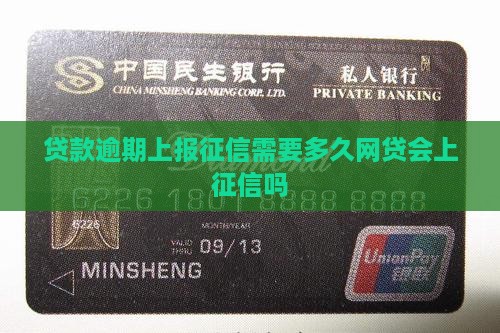 中国民生银行
CHINA MINSHENG BANKING CORP., LTD.
私人银行
PRIVATE BANKING
贷款逾期上报征信需要多久网贷会上
征信吗
Diamond
6226 180 8888 8888
6226
MONTH/YEAR
VALID
THRU
09/13
MINSHENG
UnionPay
银联